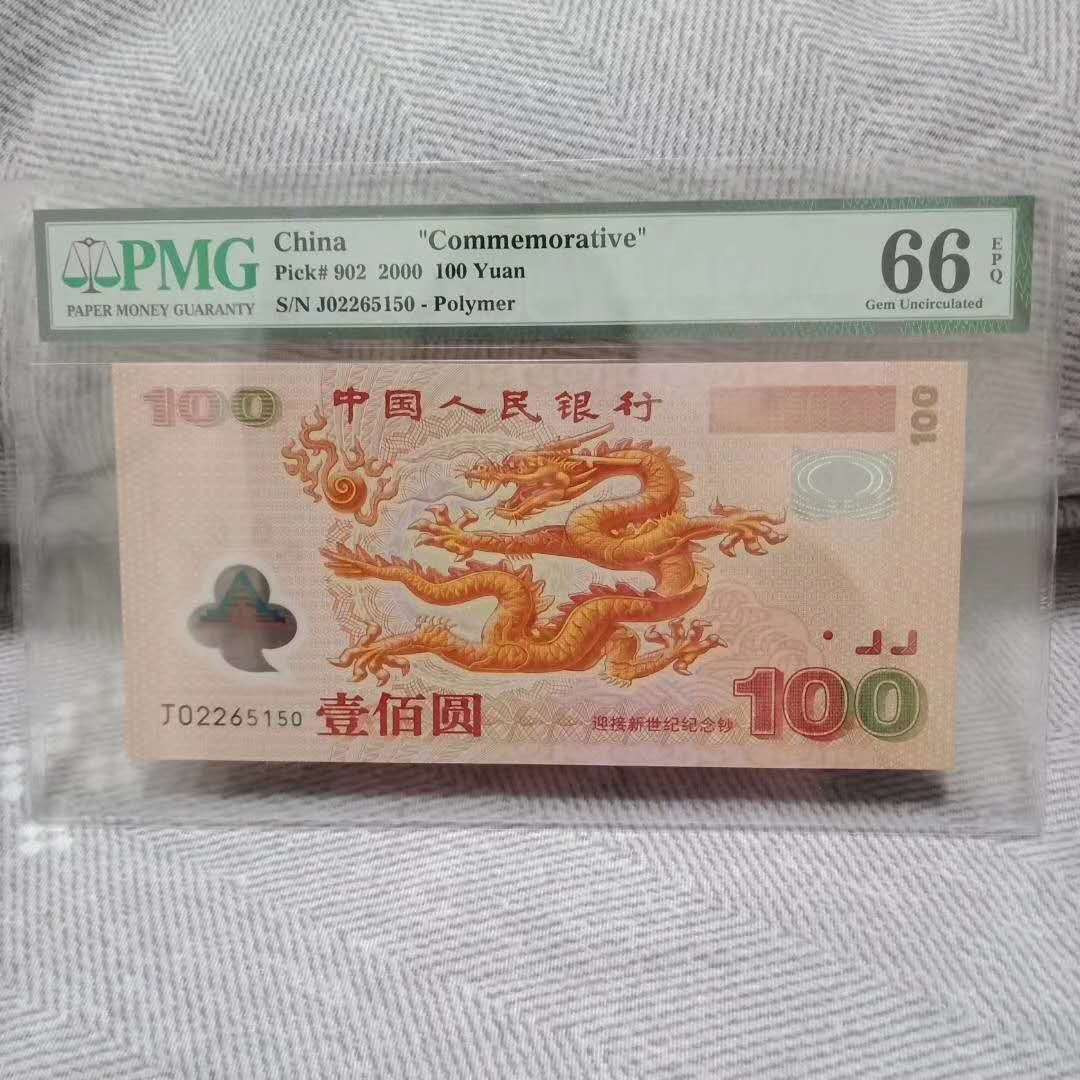 PMG
PAPER MONEY GUARANTY
China "Commemorative"
Pick# 902 2000 100 Yuan
S/N J02265150 - Polymer
66
EPQ
Gem Uncirculated
100 中国人民银行 100
J02265150 壹佰圆 迎接新世纪纪念钞 100